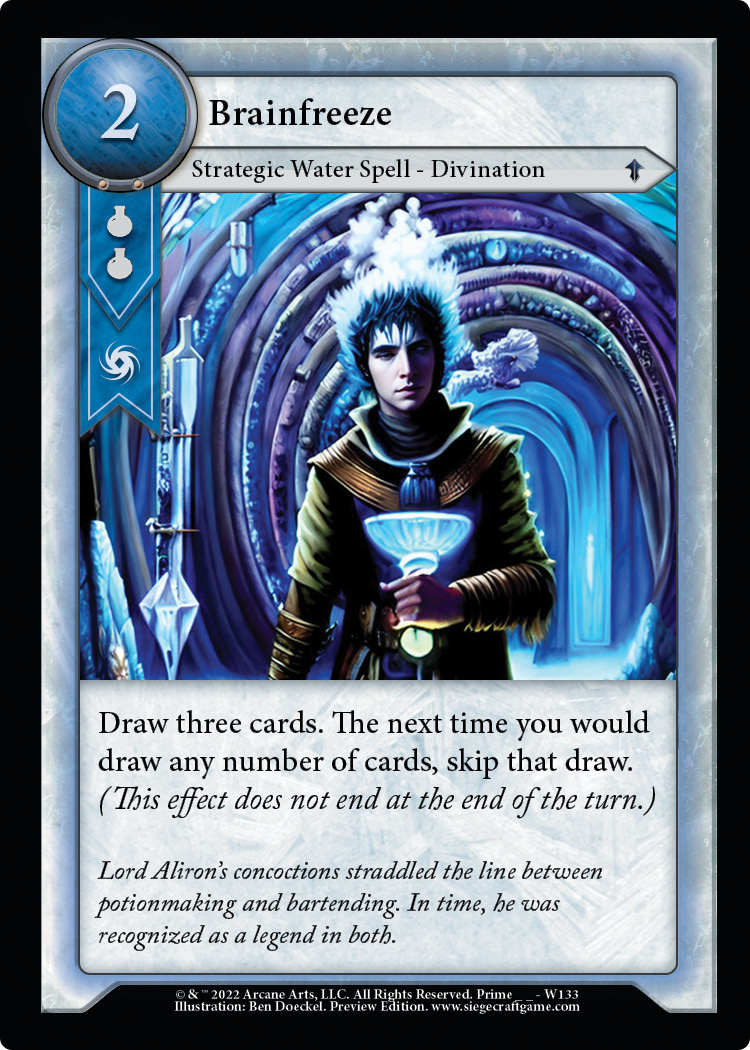 2
Brainfreeze
Strategic Water Spell - Divination
Draw three cards. The next time you would
draw any number of cards, skip that draw.
(This effect does not end at the end of the turn.)
Lord Aliron's concoctions straddled the line between
potionmaking and bartending. In time, he was
recognized as a legend in both.
© & ™ 2022 Arcane Arts, LLC. All Rights Reserved. Prime _ _ - W133
Illustration: Ben Doeckel. Preview Edition. www.siegecraftgame.com